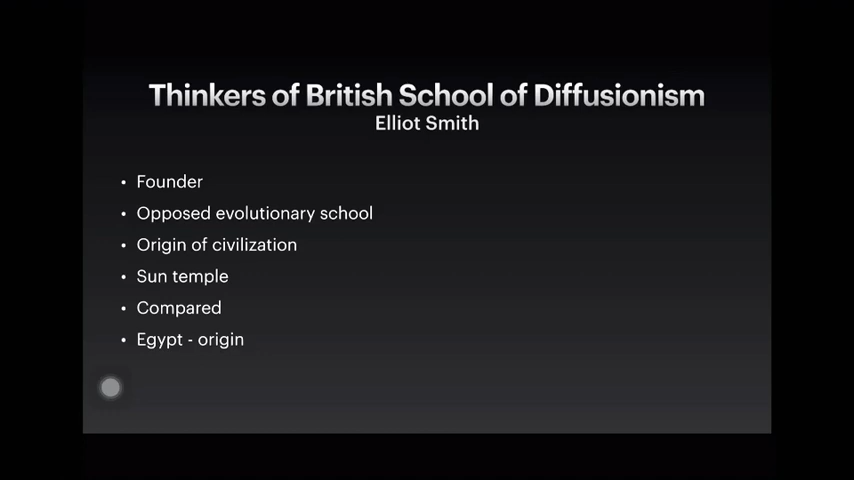 Thinkers of British School of Diffusionism
Elliot Smith
• Founder
• Opposed evolutionary school
• Origin of civilization
• Sun temple
• Compared
• Egypt - origin